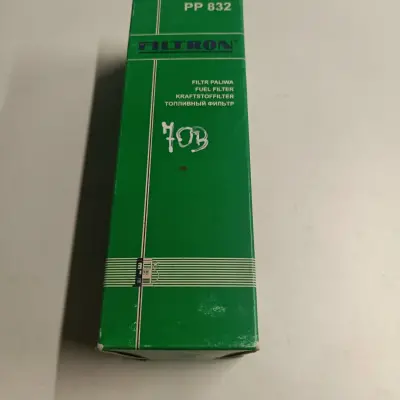 PP 832
FILTRON
FILTR PALIWA
FUEL FILTER
KRAFTSTOFFILTER
ТОПЛИВНЫЙ ФИЛЬТР
70B